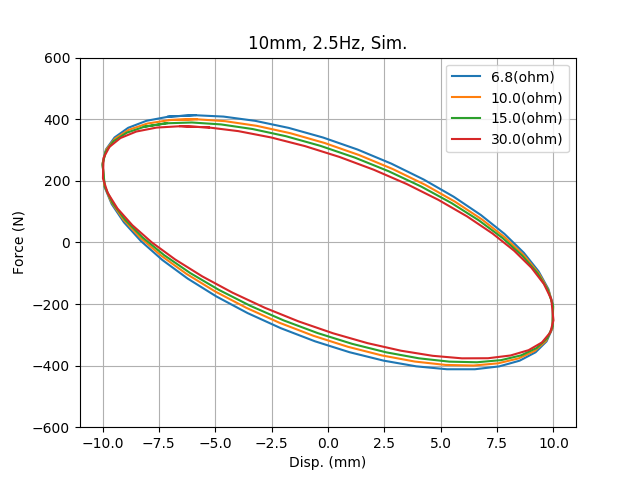 10mm, 2.5Hz, Sim.
600
400
200
0
−200
−400
−600
Force (N)
6.8(ohm)
10.0(ohm)
15.0(ohm)
30.0(ohm)
−10.0 −7.5 −5.0 −2.5 0.0 2.5 5.0 7.5 10.0
Disp. (mm)